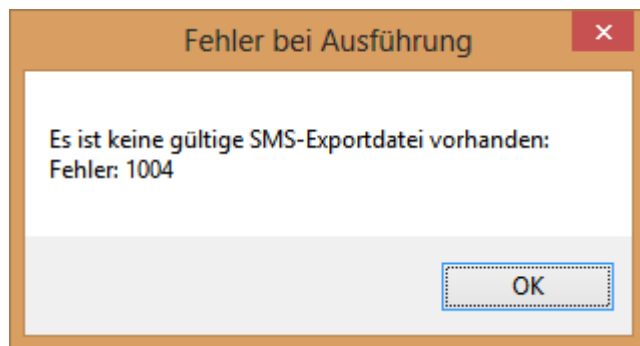 Fehler bei Ausführung
Es ist keine gültige SMS-Exportdatei vorhanden:
Fehler: 1004
OK